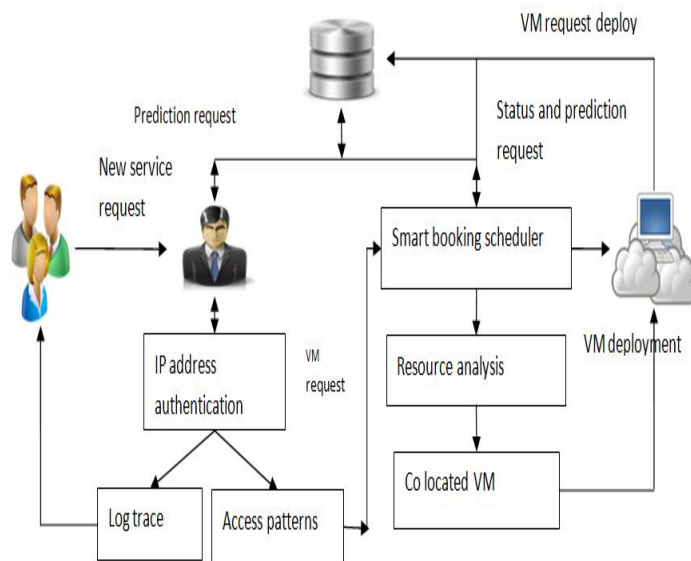 VM request deploy
Prediction request
Status and prediction
request
New service
request
Smart booking scheduler
VM deployment
IP address
authentication
VM
request
Resource analysis
Co located VM
Log trace
Access patterns